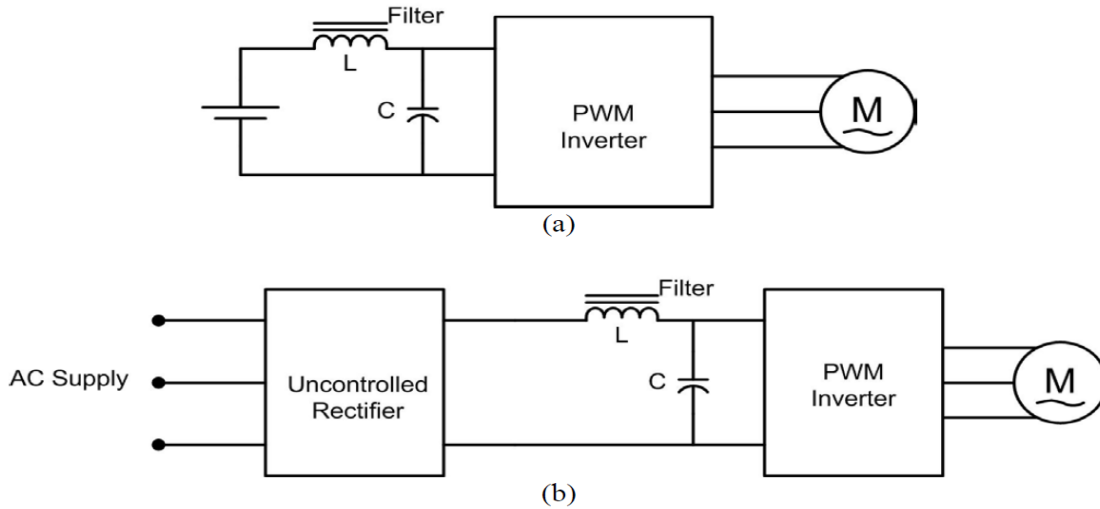 Filter
L
C
PWM
Inverter
M
(a)
Filter
L
C
AC Supply
Uncontrolled
Rectifier
PWM
Inverter
M
(b)